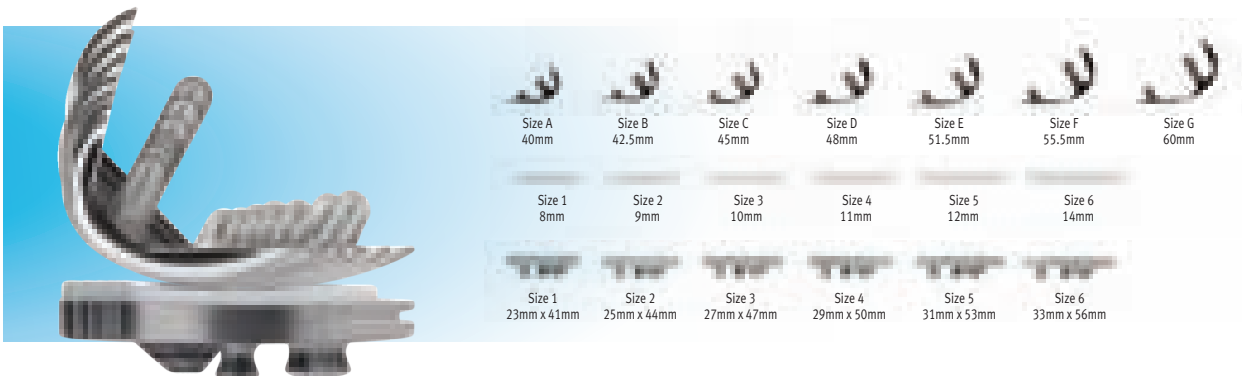 Size A Size B Size C Size D Size E Size F Size G
40mm 42.5mm 45mm 48mm 51.5mm 55.5mm 60mm
Size 1 Size 2 Size 3 Size 4 Size 5 Size 6
8mm 9mm 10mm 11mm 12mm 14mm
Size 1 Size 2 Size 3 Size 4 Size 5 Size 6
23mm x 41mm 25mm x 44mm 27mm x 47mm 29mm x 50mm 31mm x 53mm 33mm x 56mm